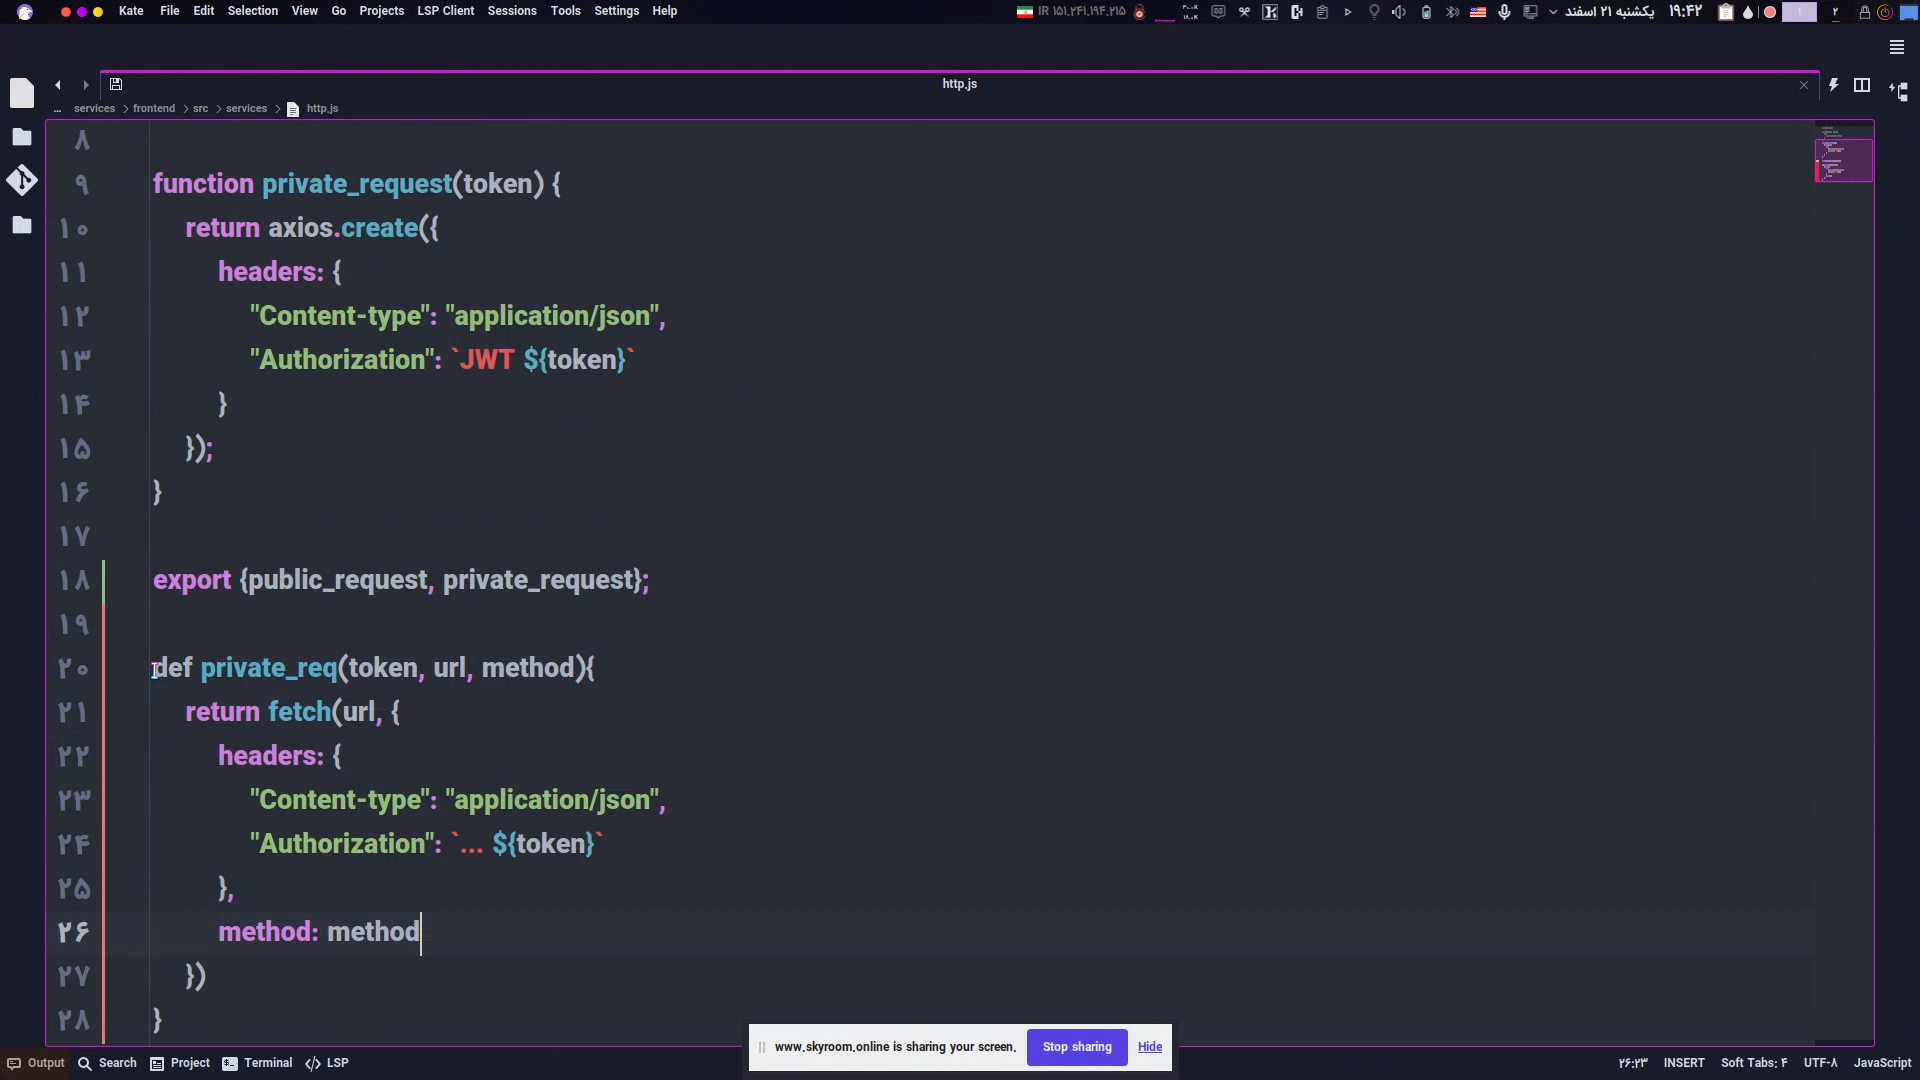 Kate File Edit Selection View Go Projects LSP Client Sessions Tools Settings Help
IR ۱۵۱.۲۴۱.۱۹۴.۲۱۵
یکشنبه ۲۱ اسفند ۱۹:۴۲
۱ ۲
http.js
... services > frontend > src > services > http.js
۸
۹ function private_request(token) {
۱۰ return axios.create({
۱۱ headers: {
۱۲ "Content-type": "application/json",
۱۳ "Authorization": `JWT ${token}`
۱۴ }
۱۵ });
۱۶ }
۱۷
۱۸ export {public_request, private_request};
۱۹
۲۰ def private_req(token, url, method){
۲۱ return fetch(url, {
۲۲ headers: {
۲۳ "Content-type": "application/json",
۲۴ "Authorization": `... ${token}`
۲۵ },
۲۶ method: method
۲۷ })
۲۸ }
www.skyroom.online is sharing your screen. Stop sharing Hide
Output Search Project Terminal LSP
۲۶:۲۳ INSERT Soft Tabs: ۴ UTF-۸ JavaScript